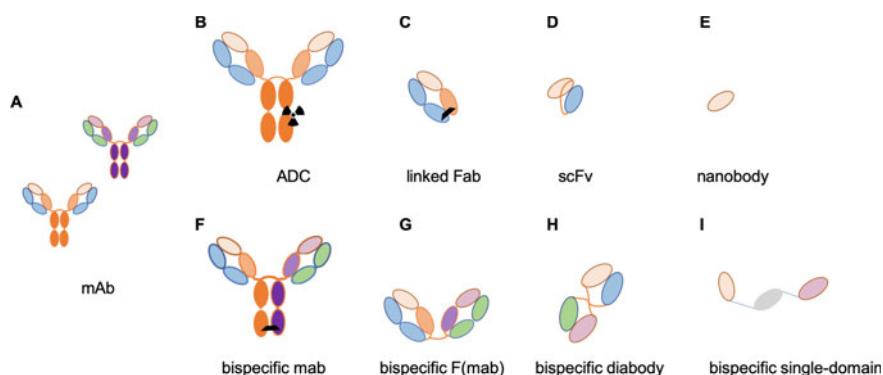 A
mAb
B
ADC
C
linked Fab
D
scFv
E
nanobody
F
bispecific mab
G
bispecific F(mab)
H
bispecific diabody
I
bispecific single-domain